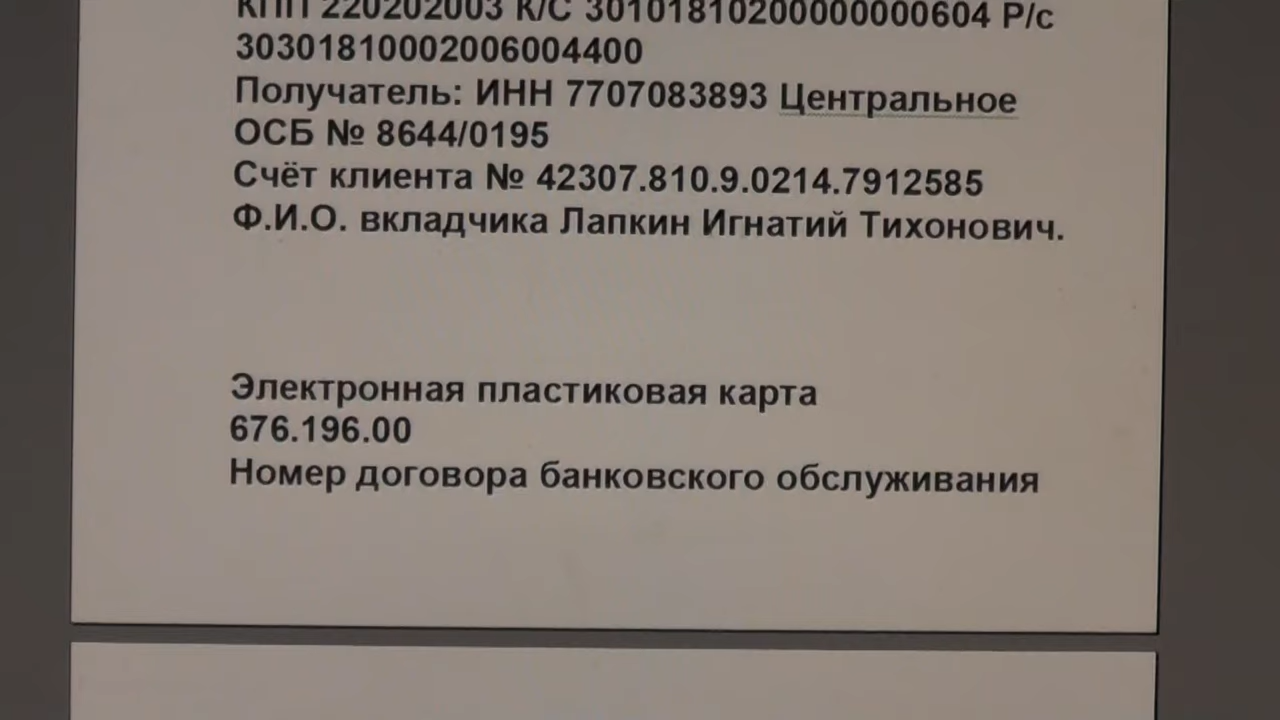 КПП 220202003 К/С 30101810200000000604 Р/с
30301810002006004400
Получатель: ИНН 7707083893 Центральное
ОСБ № 8644/0195
Счёт клиента № 42307.810.9.0214.7912585
Ф.И.О. вкладчика Лапкин Игнатий Тихонович.
Электронная пластиковая карта
676.196.00
Номер договора банковского обслуживания